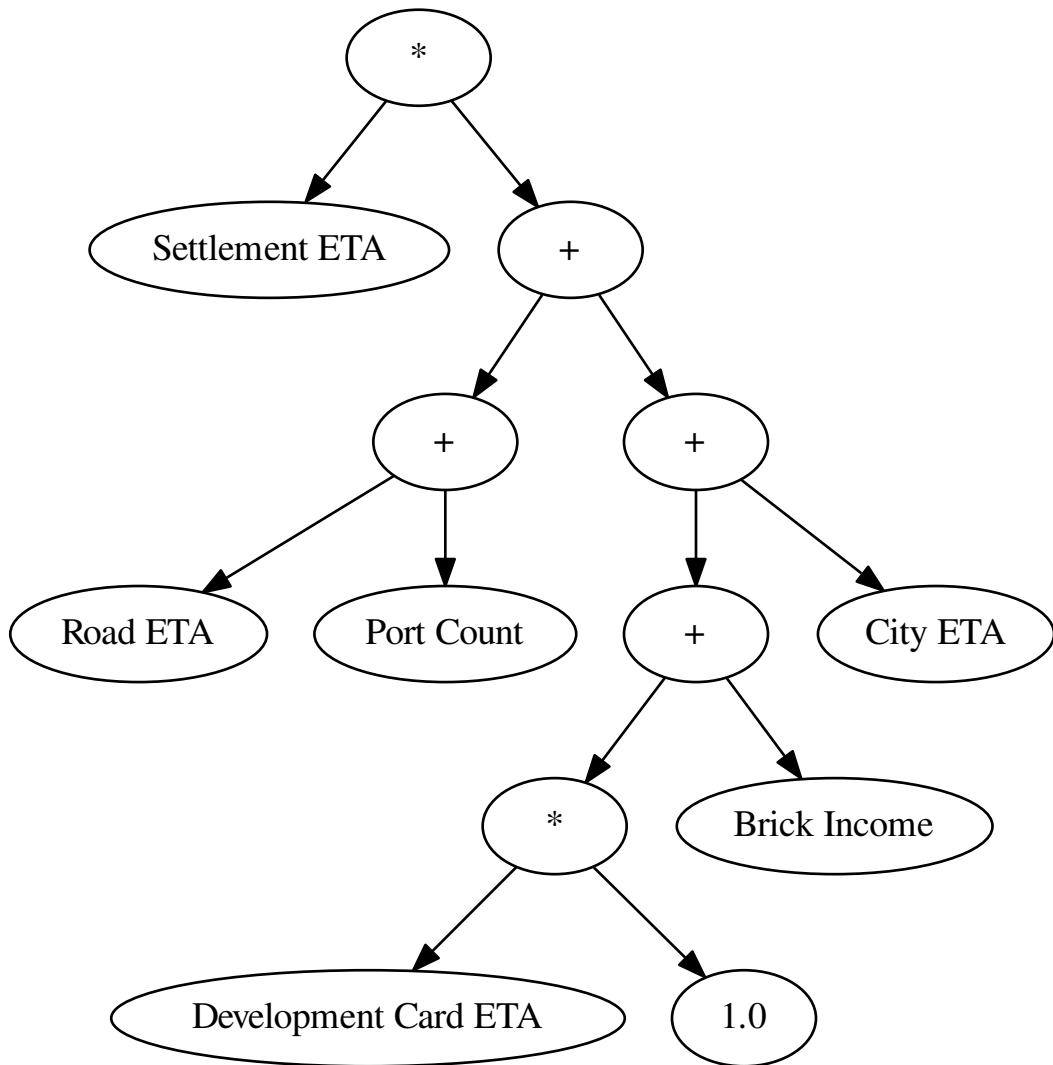 *
Settlement ETA
+
+
+
Road ETA
Port Count
+
City ETA
*
Brick Income
Development Card ETA
1.0